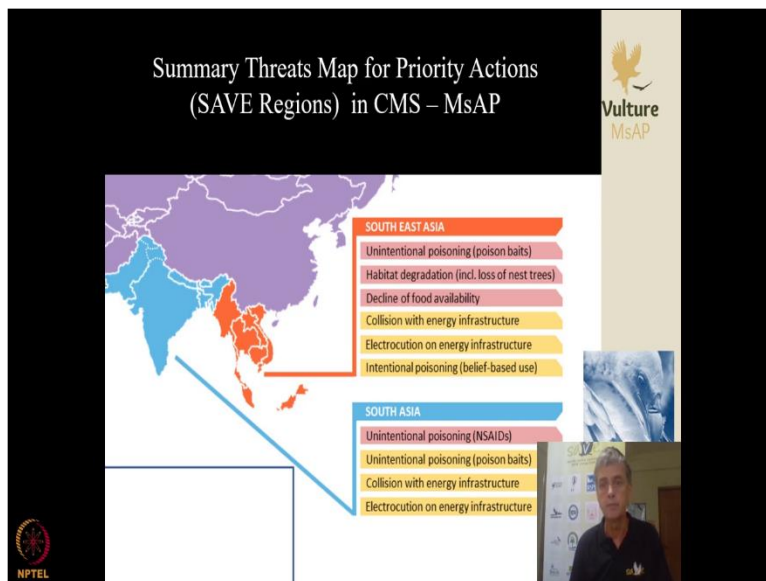 Summary Threats Map for Priority Actions
(SAVE Regions) in CMS – MsAP
Vulture
MsAP
SOUTH EAST ASIA
Unintentional poisoning (poison baits)
Habitat degradation (incl. loss of nest trees)
Decline of food availability
Collision with energy infrastructure
Electrocution on energy infrastructure
Intentional poisoning (belief-based use)
SOUTH ASIA
Unintentional poisoning (NSAIDs)
Unintentional poisoning (poison baits)
Collision with energy infrastructure
Electrocution on energy infrastructure
NPTEL